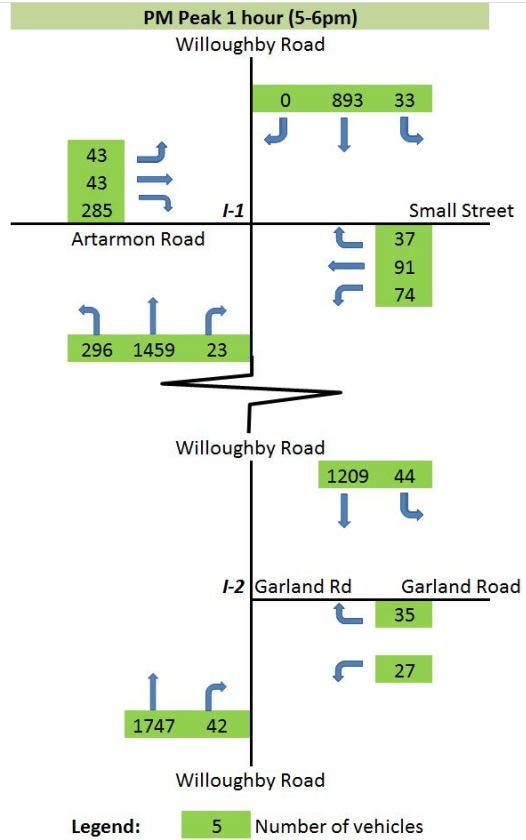 PM Peak 1 hour (5-6pm)
Willoughby Road
0 893 33
43
43
285
I-1 Small Street
Artarmon Road
37
91
74
296 1459 23
Willoughby Road
1209 44
I-2 Garland Rd Garland Road
35
27
1747 42
Willoughby Road
Legend: 5 Number of vehicles